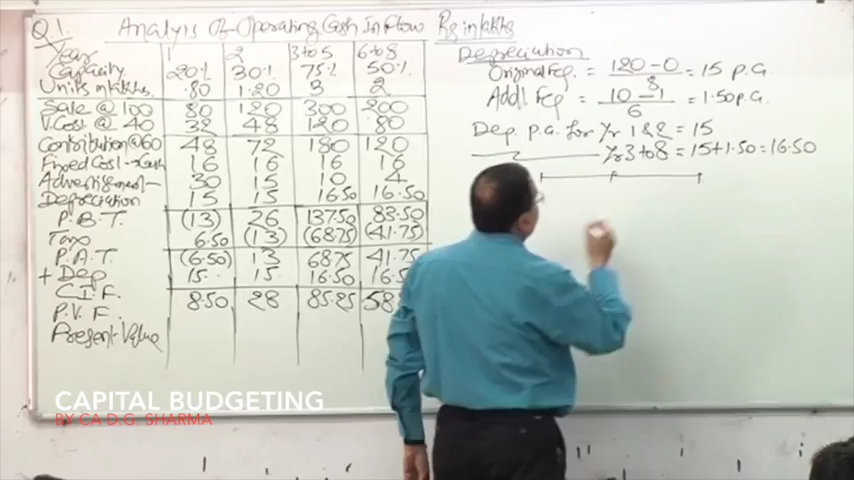 Q1. Analysis Of Operating Cash In Flow Rs in lakhs
Year 1 2 3 to 5 6 to 8
Capacity 20% 30% 75% 50%
Units in lakhs .80 1.20 3 2
Sale @ 100 80 120 300 200
V. Cost @ 40 32 48 120 80
Contribution @ 60 48 72 180 120
Fixed Cost → Cash 16 16 16 16
Advertisement — 30 15 10 4
Depreciation 15 15 16.50 16.50
P.B.T. (13) 26 137.50 83.50
Tax 6.50 (13) (68.75) (41.75)
P.A.T. (6.50) 13 68.75 41.75
+ Dep 15 15 16.50 16.5
C.I.F. 8.50 28 85.25 58
P.V.F.
Present Value
Depreciation
Original Eqp. = 120 - 0 / 8 = 15 p.a.
Addl. Eqp = 10 - 1 / 6 = 1.50 p.a.
Dep. p.a. for Yr 1 & 2 = 15
Yr 3 to 8 = 15 + 1.50 = 16.50
CAPITAL BUDGETING
BY CA D.G. SHARMA